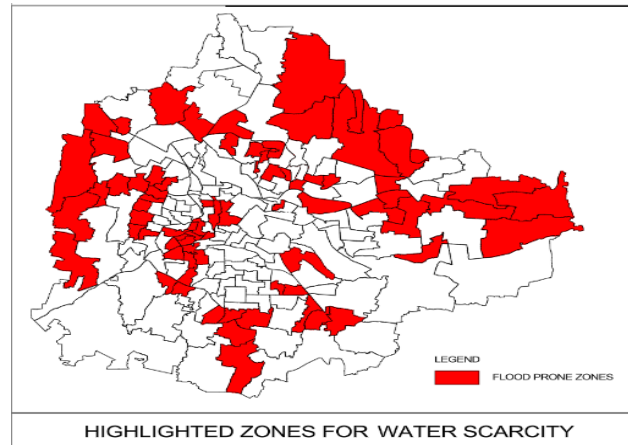 LEGEND
FLOOD PRONE ZONES
HIGHLIGHTED ZONES FOR WATER SCARCITY